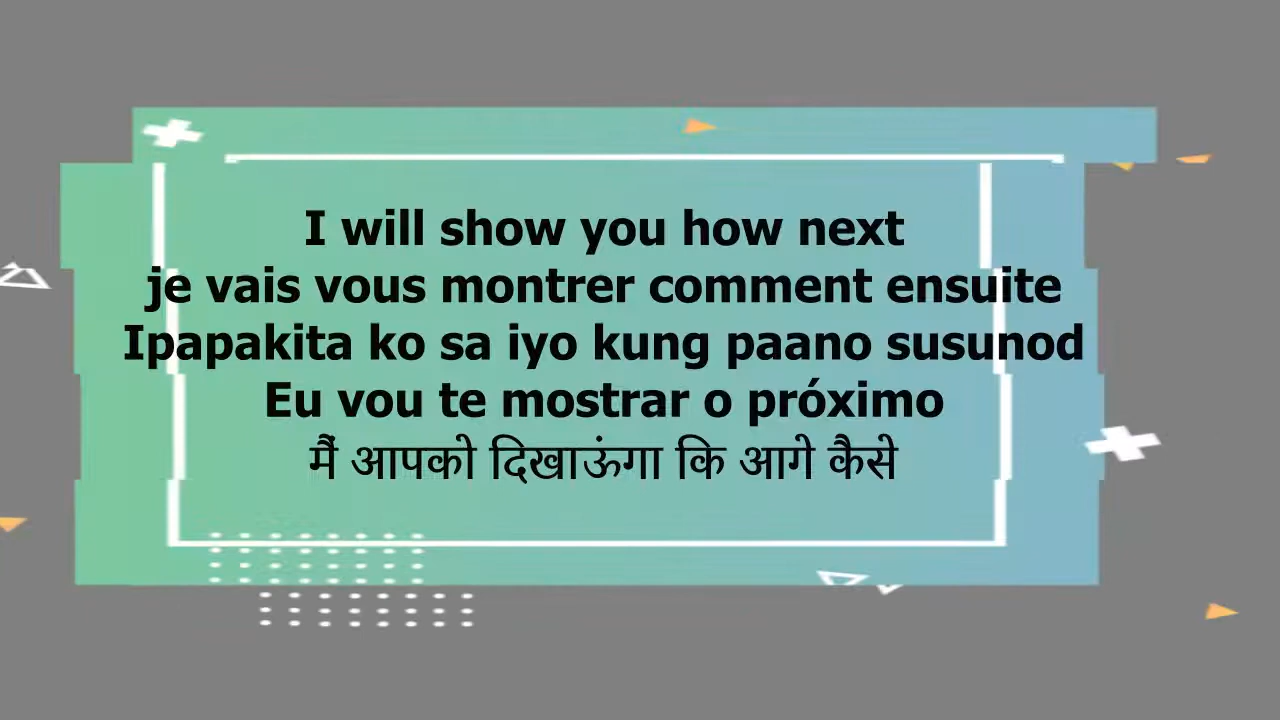 I will show you how next
je vais vous montrer comment ensuite
Ipapakita ko sa iyo kung paano susunod
Eu vou te mostrar o próximo
मैं आपको दिखाऊंगा कि आगे कैसे